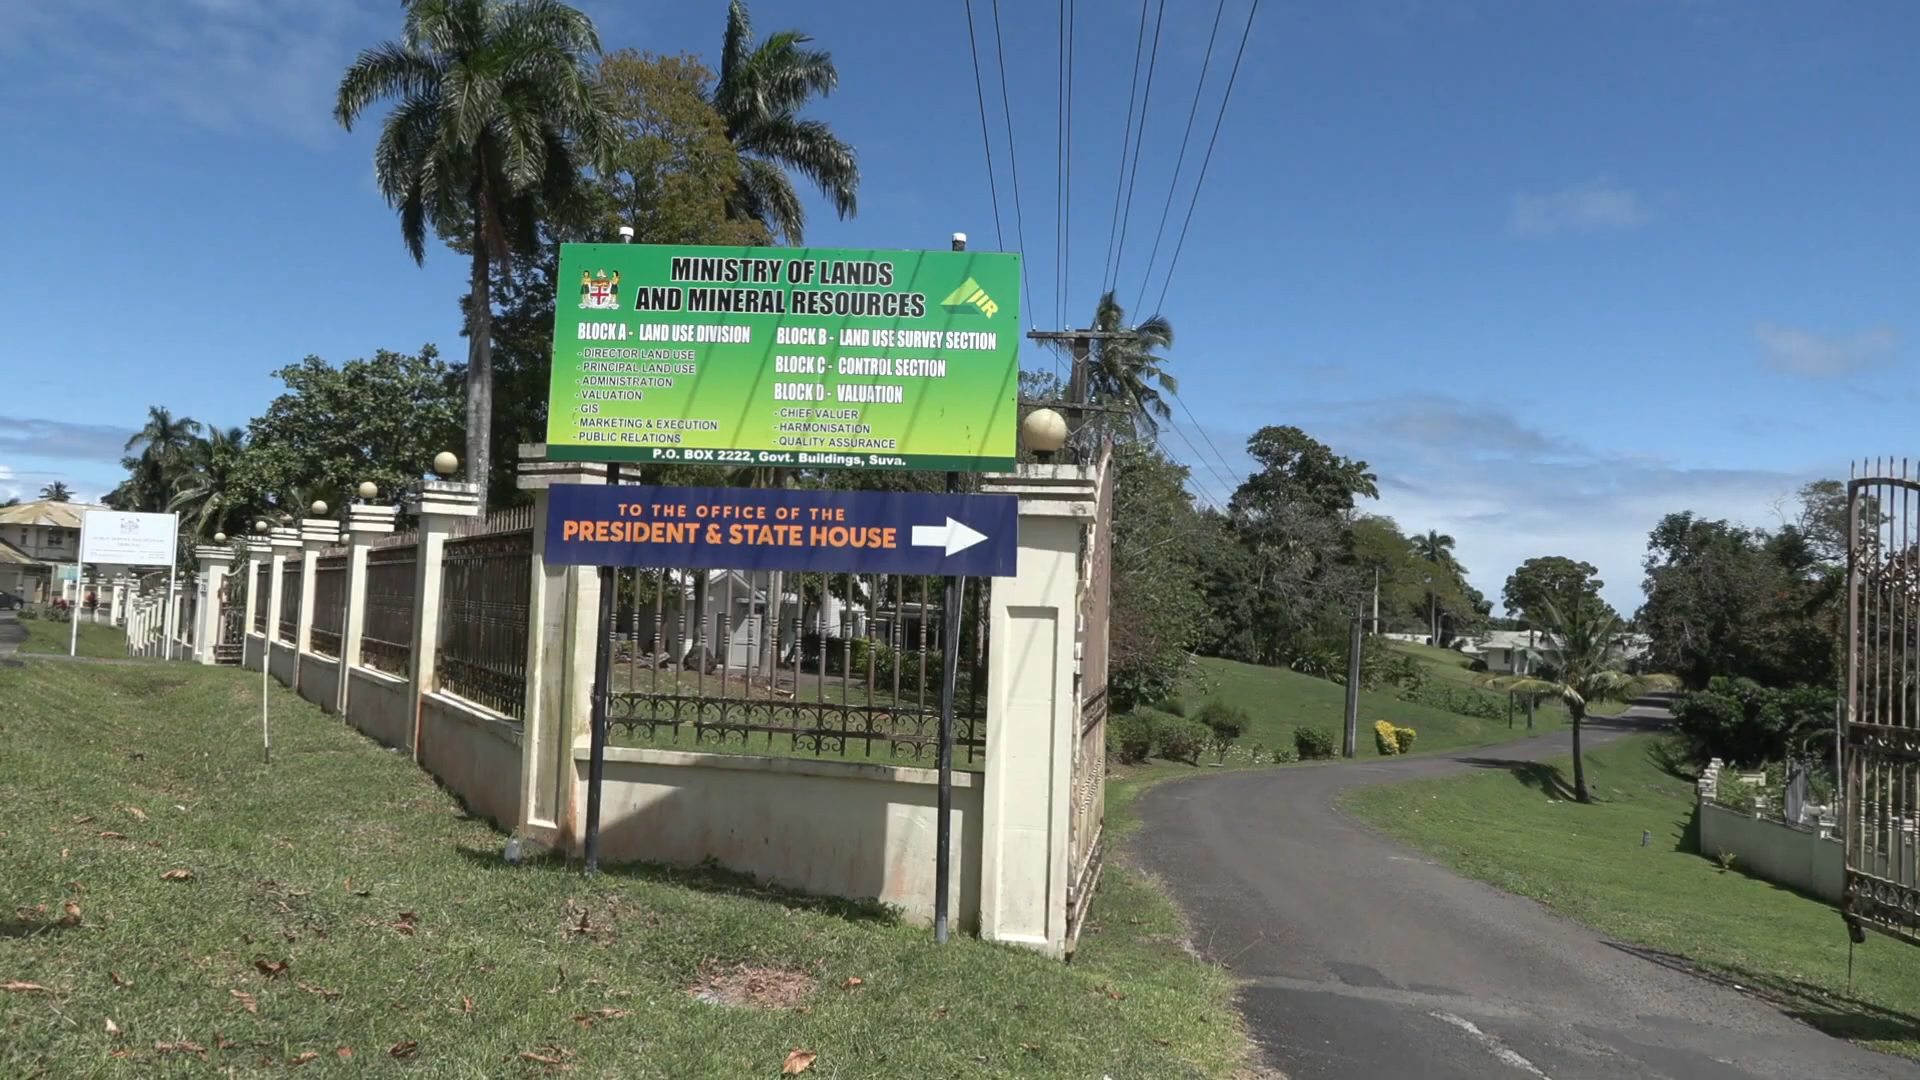 MINISTRY OF LANDS
AND MINERAL RESOURCES
BLOCK A - LAND USE DIVISION
- DIRECTOR LAND USE
- PRINCIPAL LAND USE
- ADMINISTRATION
- VALUATION
- GIS
- MARKETING & EXECUTION
- PUBLIC RELATIONS
BLOCK B - LAND USE SURVEY SECTION
BLOCK C - CONTROL SECTION
BLOCK D - VALUATION
- CHIEF VALUER
- HARMONISATION
- QUALITY ASSURANCE
P.O. BOX 2222, Govt. Buildings, Suva.
TO THE OFFICE OF THE
PRESIDENT & STATE HOUSE